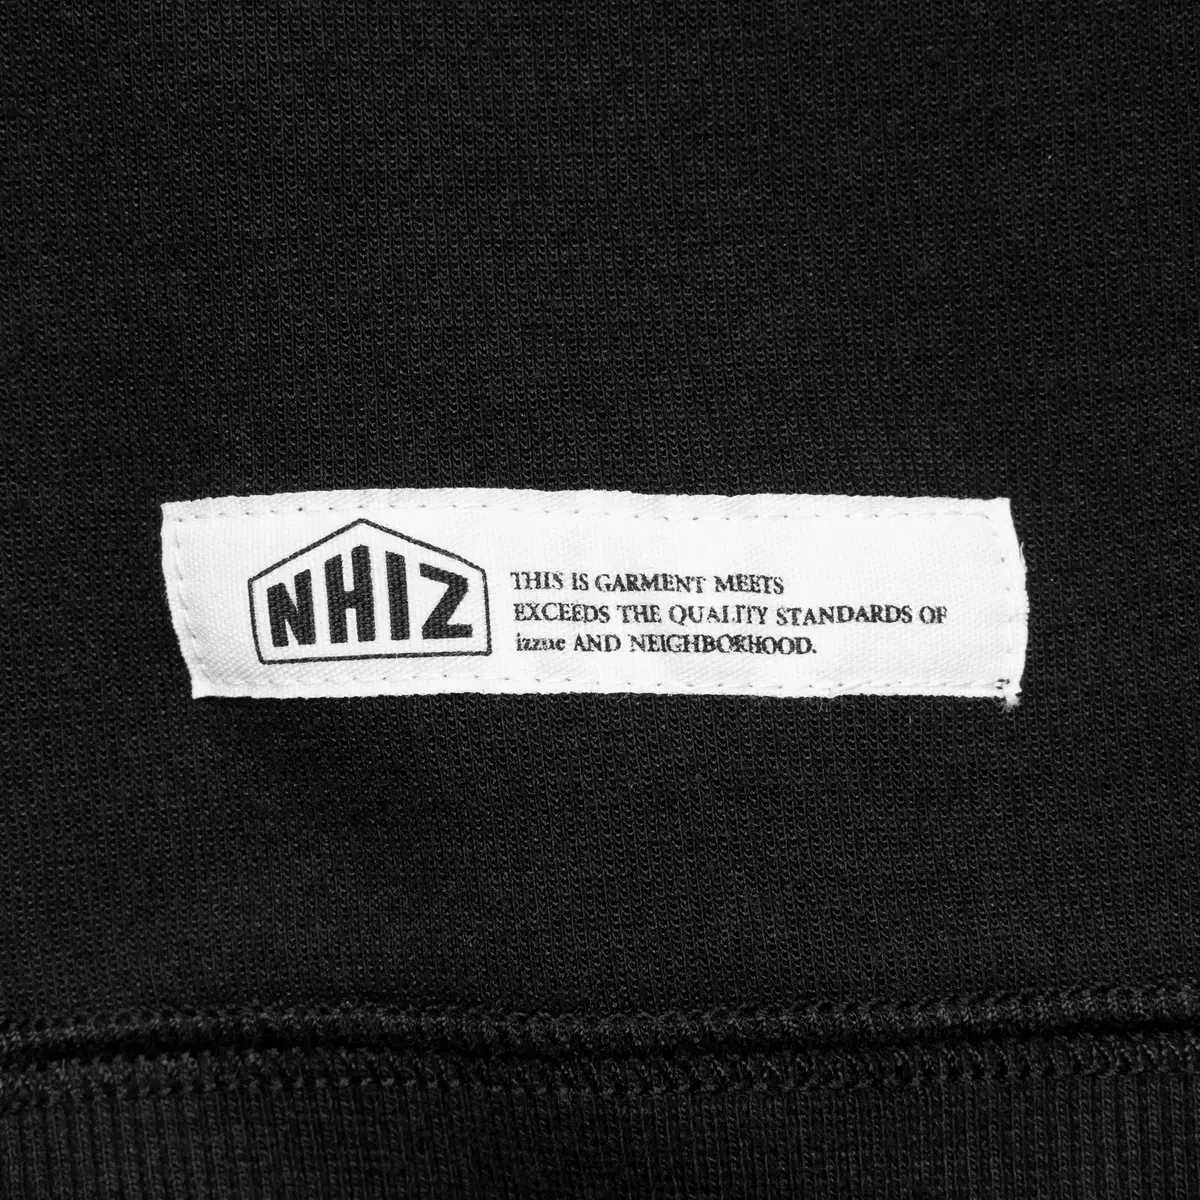 NHIZ
THIS IS GARMENT MEETS
EXCEEDS THE QUALITY STANDARDS OF
izzue AND NEIGHBORHOOD.